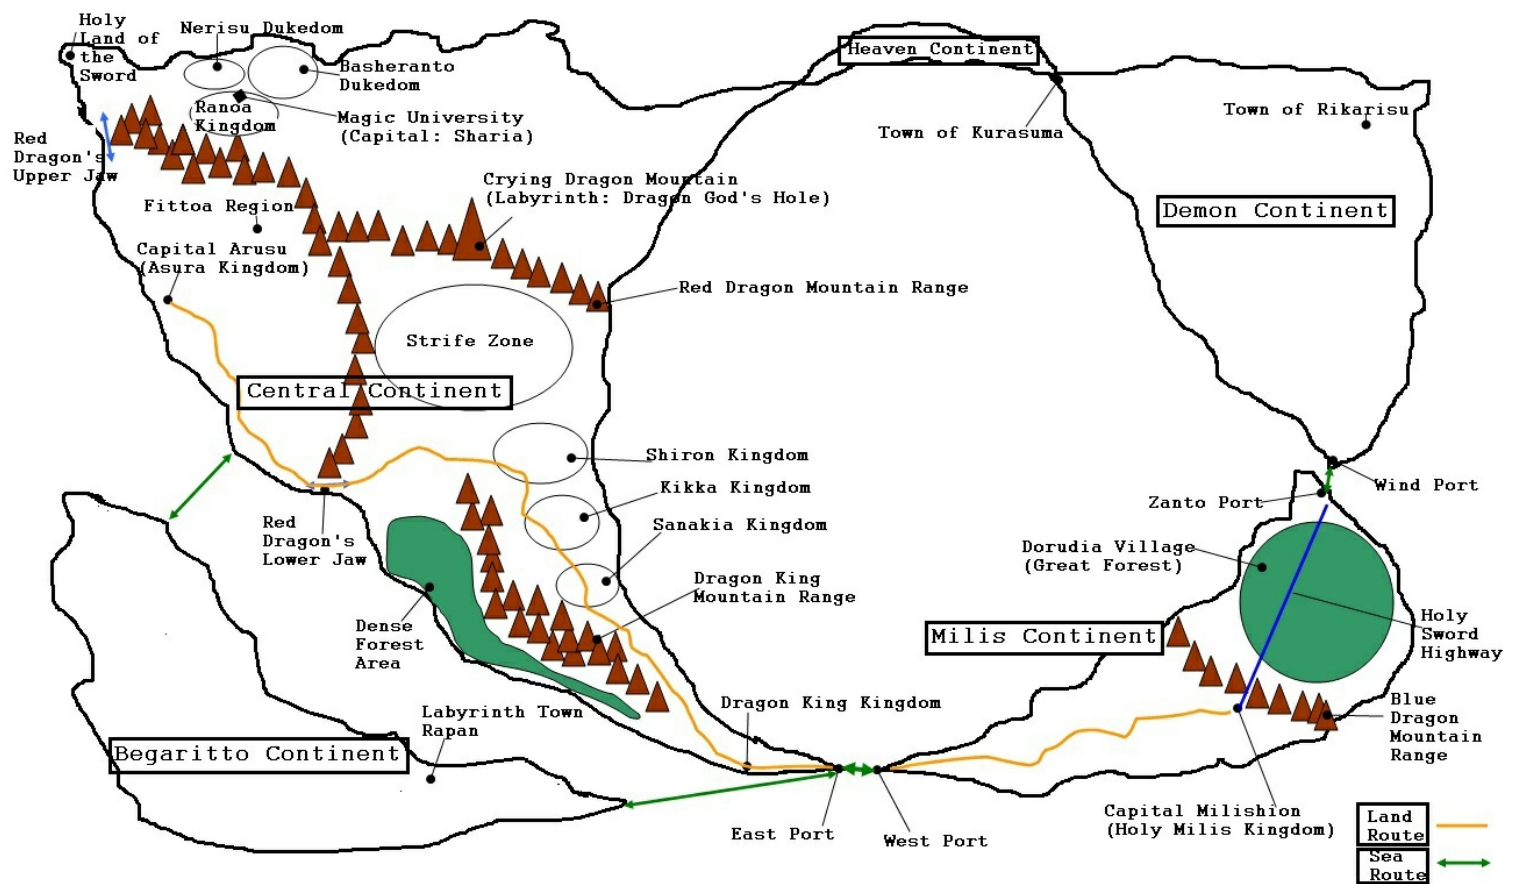 Holy
Land of
the
Sword
Nerisu Dukedom
Basheranto
Dukedom
Heaven Continent
Ranoa
Kingdom
Magic University
(Capital: Sharia)
Town of Kurasuma
Town of Rikarisu
Red
Dragon's
Upper Jaw
Crying Dragon Mountain
(Labyrinth: Dragon God's Hole)
Fittoa Region
Demon Continent
Capital Arusu
(Asura Kingdom)
Red Dragon Mountain Range
Strife Zone
Central Continent
Shiron Kingdom
Kikka Kingdom
Sanakia Kingdom
Wind Port
Zanto Port
Red
Dragon's
Lower Jaw
Dorudia Village
(Great Forest)
Dragon King
Mountain Range
Dense
Forest
Area
Milis Continent
Holy
Sword
Highway
Dragon King Kingdom
Labyrinth Town
Rapan
Blue
Dragon
Mountain
Range
Begaritto Continent
East Port
West Port
Capital Milishion
(Holy Milis Kingdom)
Land
Route
Sea
Route